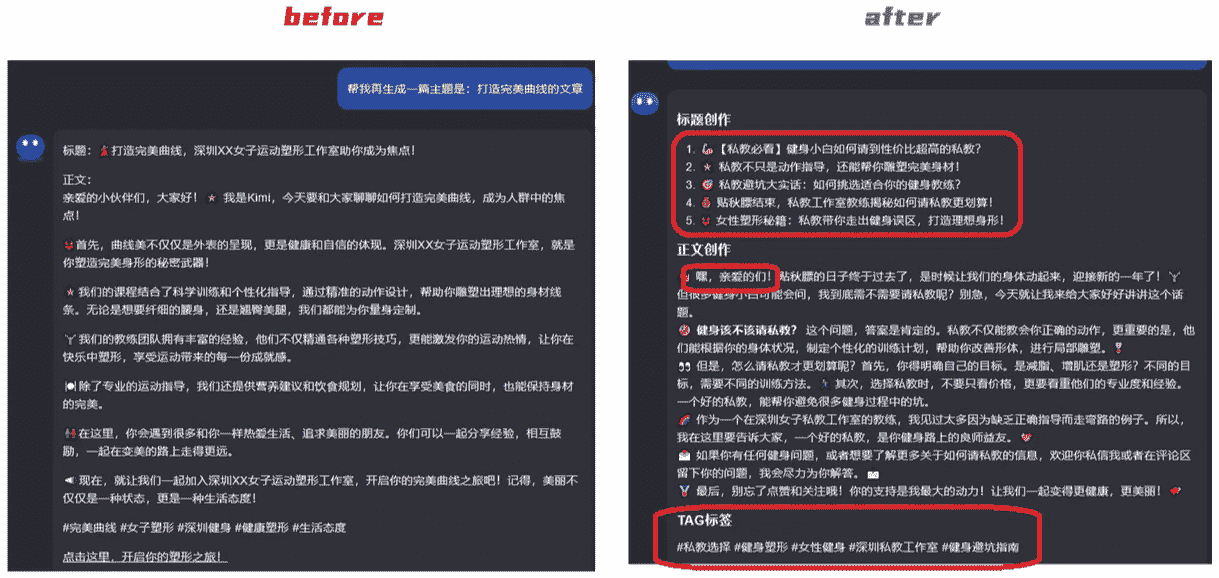 before
after
帮我再生成一篇主题是：打造完美曲线的文章
标题：💃打造完美曲线，深圳XX女子运动塑形工作室助你成为焦点！
正文：
亲爱的小伙伴们，大家好！ 我是Kimi，今天要和大家聊聊如何打造完美曲线，成为人群中的焦
点！
首先，曲线美不仅仅是外表的呈现，更是健康和自信的体现。深圳XX女子运动塑形工作室，就是
你塑造完美身形的秘密武器！
我们的课程结合了科学训练和个性化指导，通过精准的动作设计，帮助你雕塑出理想的身材线
条。无论是想要纤细的腰身，还是翘臀美腿，我们都能为你量身定制。
我们的教练团队拥有丰富的经验，他们不仅精通各种塑形技巧，更能激发你的运动热情，让你在
快乐中塑形，享受运动带来的每一份成就感。
🍽除了专业的运动指导，我们还提供营养建议和饮食规划，让你在享受美食的同时，也能保持身材
的完美。
在这里，你会遇到很多和你一样热爱生活、追求美丽的朋友。你们可以一起分享经验，相互鼓
励，一起在变美的路上走得更远。
现在，就让我们一起加入深圳XX女子运动塑形工作室，开启你的完美曲线之旅吧！记得，美丽不
仅仅是一种状态，更是一种生活态度！
#完美曲线 #女子塑形 #深圳健身 #健康塑形 #生活态度
点击这里，开启你的塑形之旅！
标题创作
1. 💪【私教必看】健身小白如何请到性价比超高的私教？
2. 私教不只是动作指导，还能帮你雕塑完美身材！
3. 🎯私教避坑大实话：如何挑选适合你的健身教练？
4. 贴秋膘结束，私教工作室教练揭秘如何请私教更划算！
5. 女性塑形秘籍：私教带你走出健身误区，打造理想身形！
正文创作
嘿，亲爱的们！贴秋膘的日子终于过去了，是时候让我们的身体动起来，迎接新的一年了！
但很多健身小白可能会问，我到底需不需要请私教呢？别急，今天就让我来给大家好好讲讲这个话
题。
🎯 健身该不该请私教？ 这个问题，答案是肯定的。私教不仅能教会你正确的动作，更重要的是，他
们能根据你的身体状况，制定个性化的训练计划，帮助你改善形体，进行局部雕塑。
👀 但是，怎么请私教才更划算呢？首先，你得明确自己的目标。是减脂、增肌还是塑形？不同的目
标，需要不同的训练方法。 其次，选择私教时，不要只看价格，更要看重他们的专业度和经验。
一个好的私教，能帮你避免很多健身过程中的坑。
🌈 作为一个在深圳女子私教工作室的教练，我见过太多因为缺乏正确指导而走弯路的例子。所以，
我在这里要告诉大家，一个好的私教，是你健身路上的良师益友。
📩 如果你有任何健身问题，或者想要了解更多关于如何请私教的信息，欢迎你私信我或者在评论区
留下你的问题，我会尽力为你解答。
🏅 最后，别忘了点赞和关注哦！你的支持是我最大的动力！让我们一起变得更健康，更美丽！
TAG标签
#私教选择 #健身塑形 #女性健身 #深圳私教工作室 #健身避坑指南